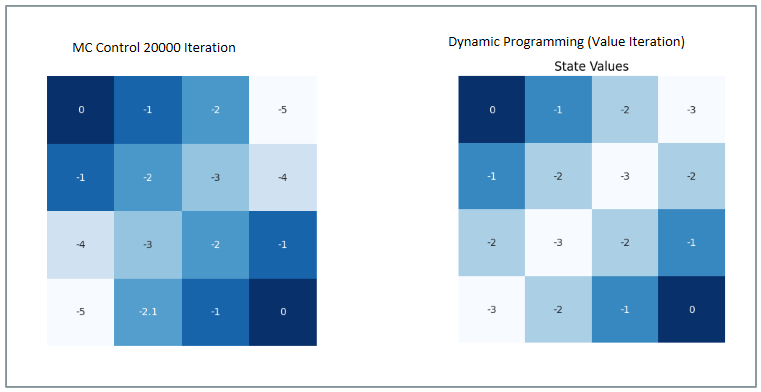 MC Control 20000 Iteration
0 -1 -2 -5
-1 -2 -3 -4
-4 -3 -2 -1
-5 -2.1 -1 0
Dynamic Programming (Value Iteration)
State Values
0 -1 -2 -3
-1 -2 -3 -2
-2 -3 -2 -1
-3 -2 -1 0